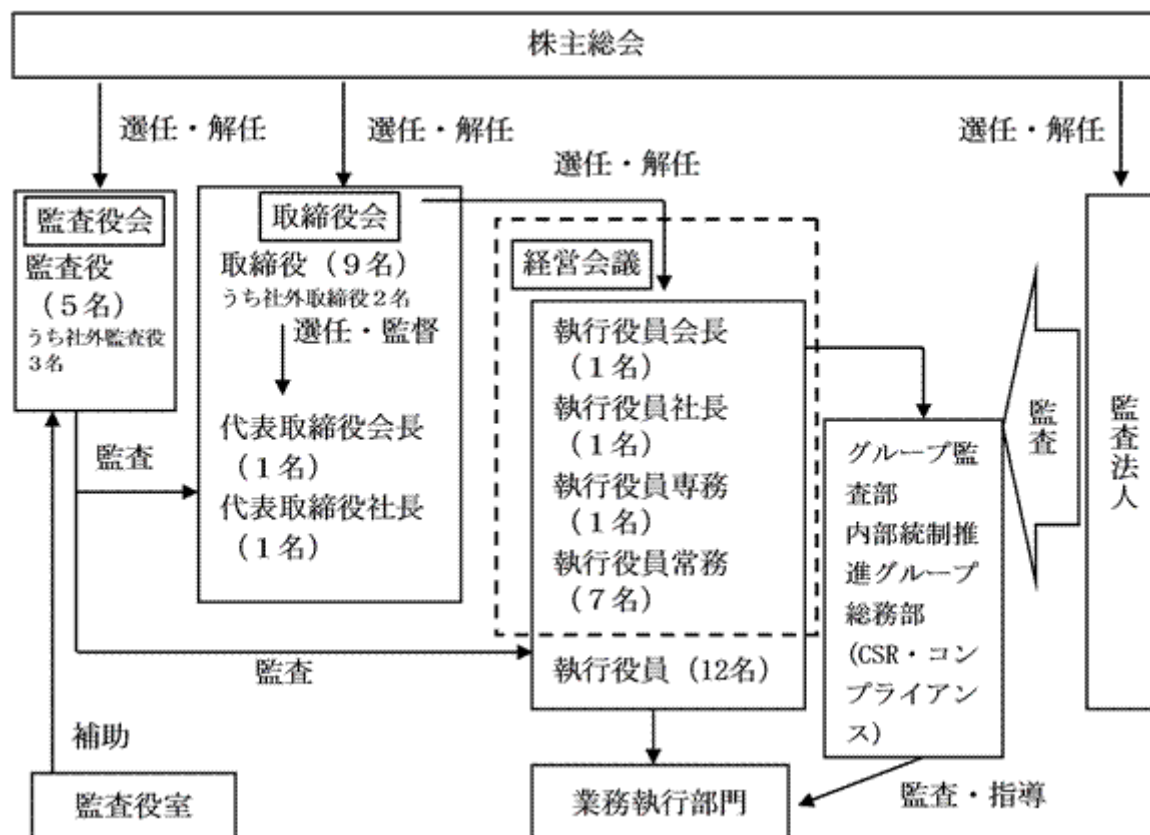 株主総会
選任・解任
選任・解任
選任・解任
選任・解任
監査役会
監査役
(5名)
うち社外監査役
3名
取締役会
取締役(9名)
うち社外取締役2名
選任・監督
代表取締役会長
(1名)
代表取締役社長
(1名)
経営会議
執行役員会長
(1名)
執行役員社長
(1名)
執行役員専務
(1名)
執行役員常務
(7名)
執行役員(12名)
グループ監
査部
内部統制推
進グループ
総務部
(CSR・コン
プライアン
ス)
監査
監査法人
監査
監査
補助
監査役室
業務執行部門
監査・指導